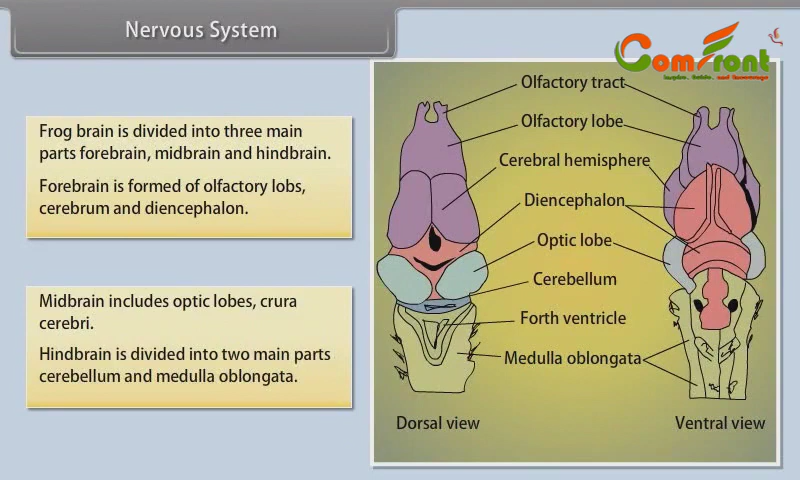 Nervous System
ComFront
Frog brain is divided into three main
parts forebrain, midbrain and hindbrain.
Forebrain is formed of olfactory lobs,
cerebrum and diencephalon.
Midbrain includes optic lobes, crura
cerebri.
Hindbrain is divided into two main parts
cerebellum and medulla oblongata.
Olfactory tract
Olfactory lobe
Cerebral hemisphere
Diencephalon
Optic lobe
Cerebellum
Forth ventricle
Medulla oblongata
Dorsal view
Ventral view